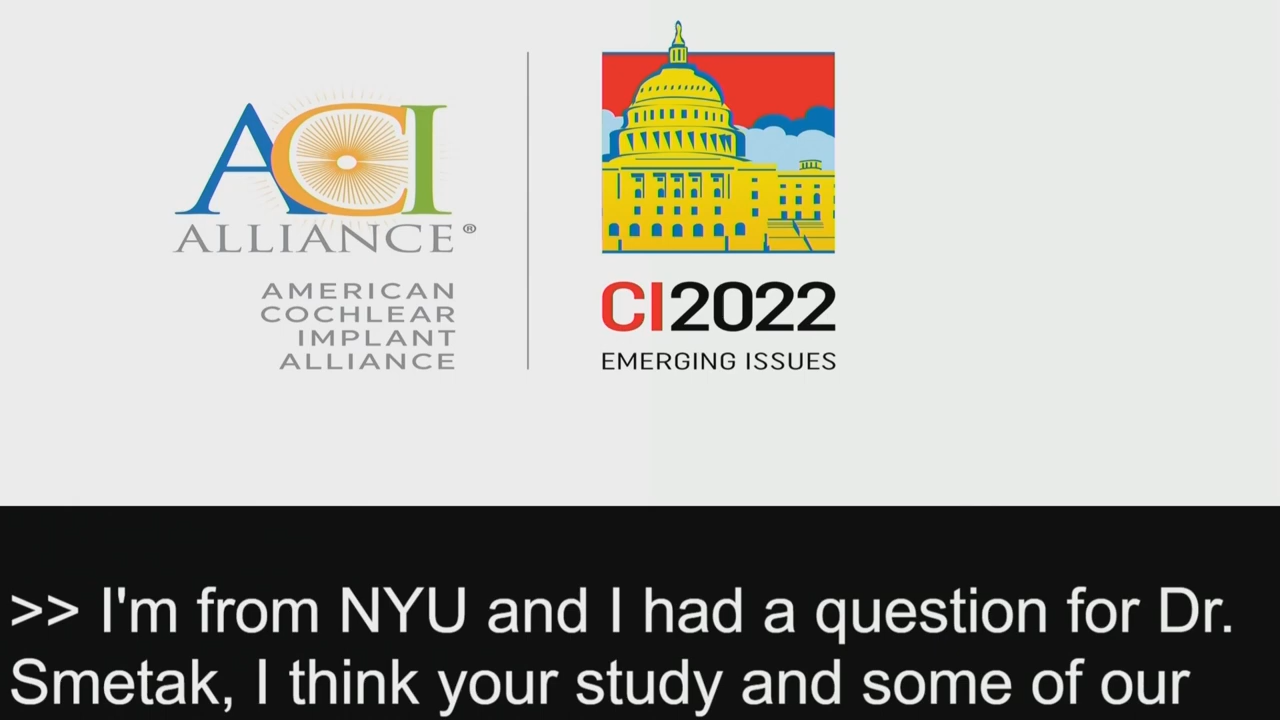 ACI
ALLIANCE®
AMERICAN
COCHLEAR
IMPLANT
ALLIANCE
CI2022
EMERGING ISSUES
>> I'm from NYU and I had a question for Dr.
Smetak, I think your study and some of our